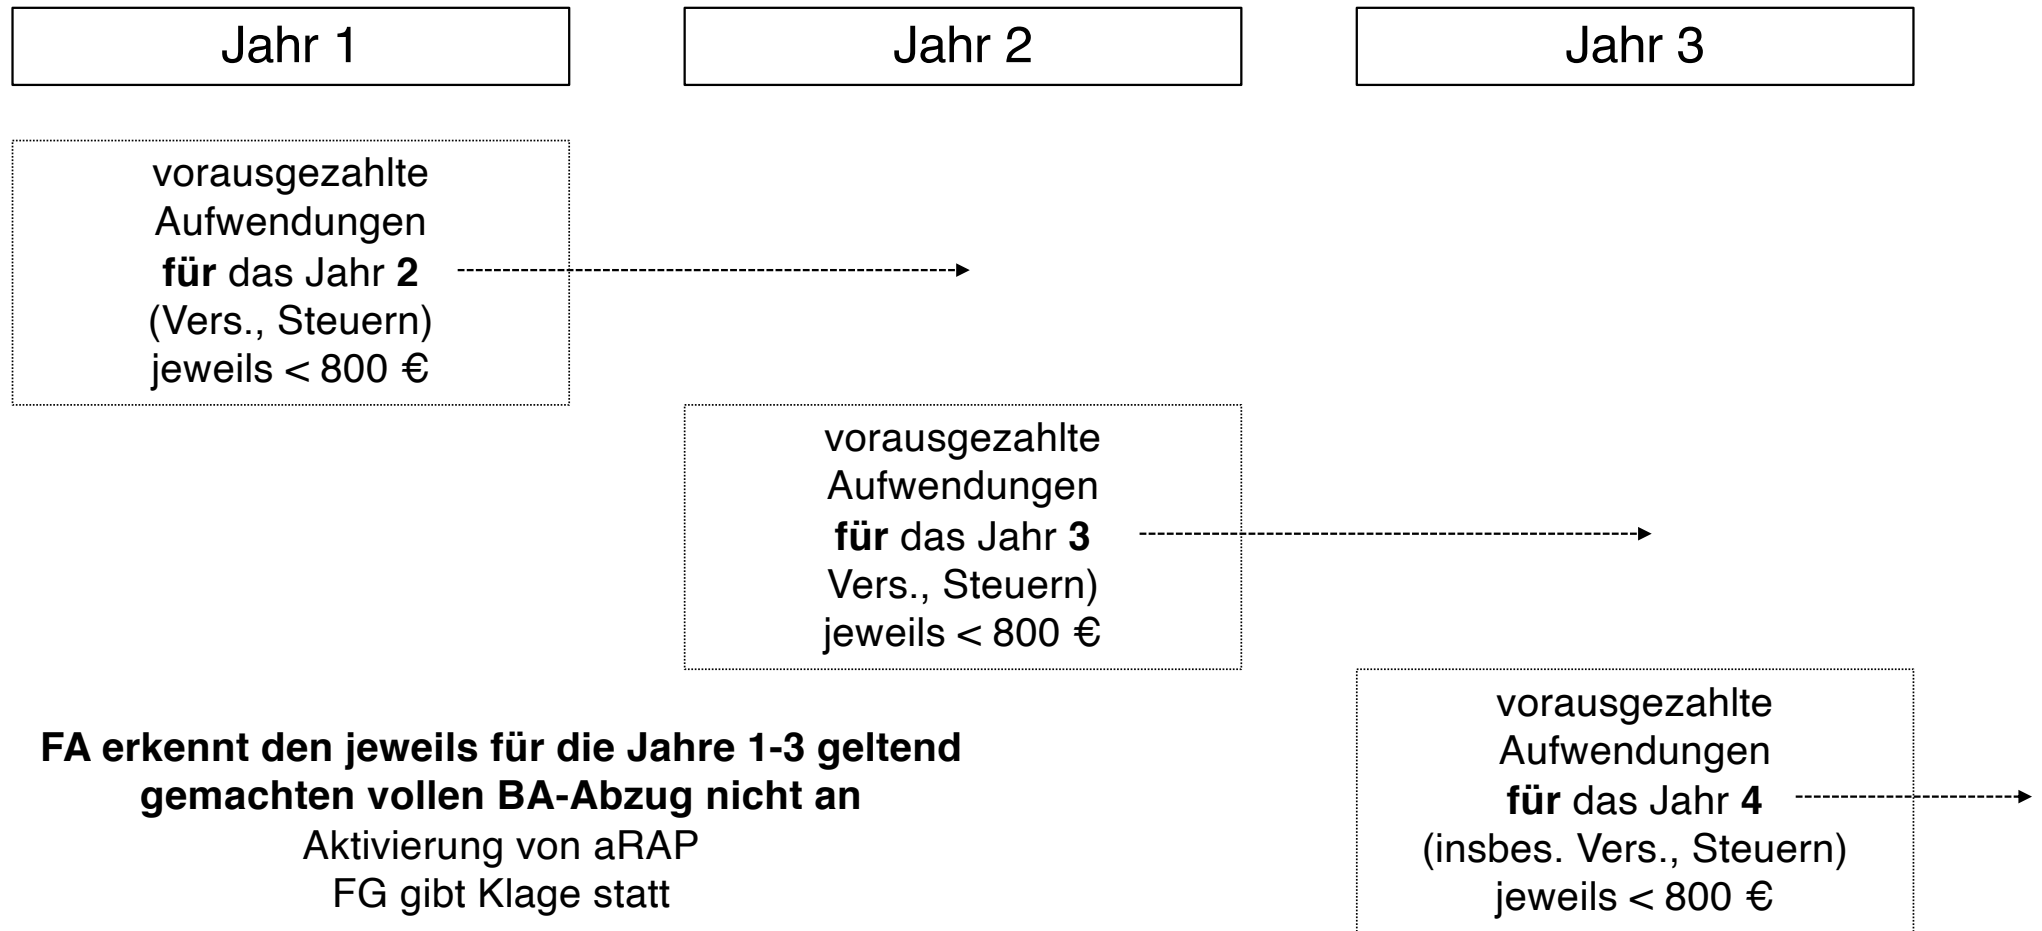 Jahr 1
Jahr 2
Jahr 3
vorausgezahlte
Aufwendungen
für das Jahr 2
(Vers., Steuern)
jeweils < 800 €
vorausgezahlte
Aufwendungen
für das Jahr 3
Vers., Steuern)
jeweils < 800 €
vorausgezahlte
Aufwendungen
für das Jahr 4
(insbes. Vers., Steuern)
jeweils < 800 €
FA erkennt den jeweils für die Jahre 1-3 geltend
gemachten vollen BA-Abzug nicht an
Aktivierung von aRAP
FG gibt Klage statt